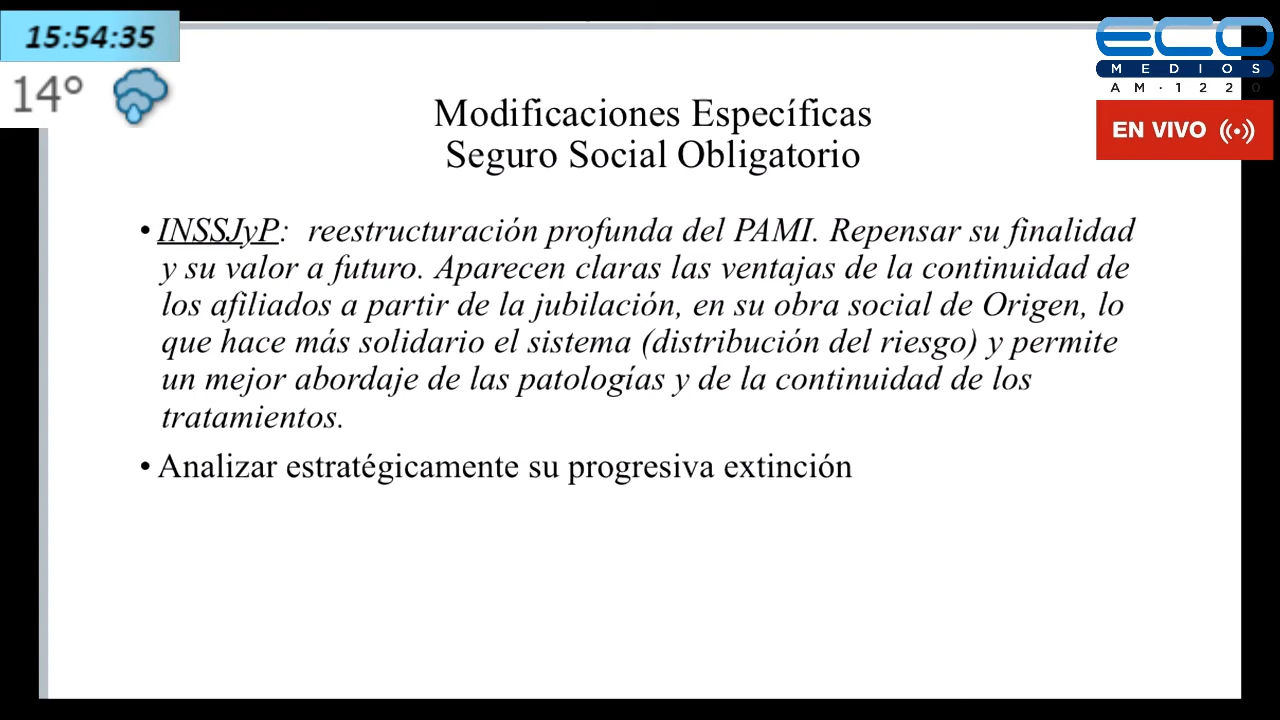 15:54:35
14°
ECO
MEDIOS
AM·1220
EN VIVO
Modificaciones Específicas
Seguro Social Obligatorio
• INSSJyP: reestructuración profunda del PAMI. Repensar su finalidad
y su valor a futuro. Aparecen claras las ventajas de la continuidad de
los afiliados a partir de la jubilación, en su obra social de Origen, lo
que hace más solidario el sistema (distribución del riesgo) y permite
un mejor abordaje de las patologías y de la continuidad de los
tratamientos.
• Analizar estratégicamente su progresiva extinción